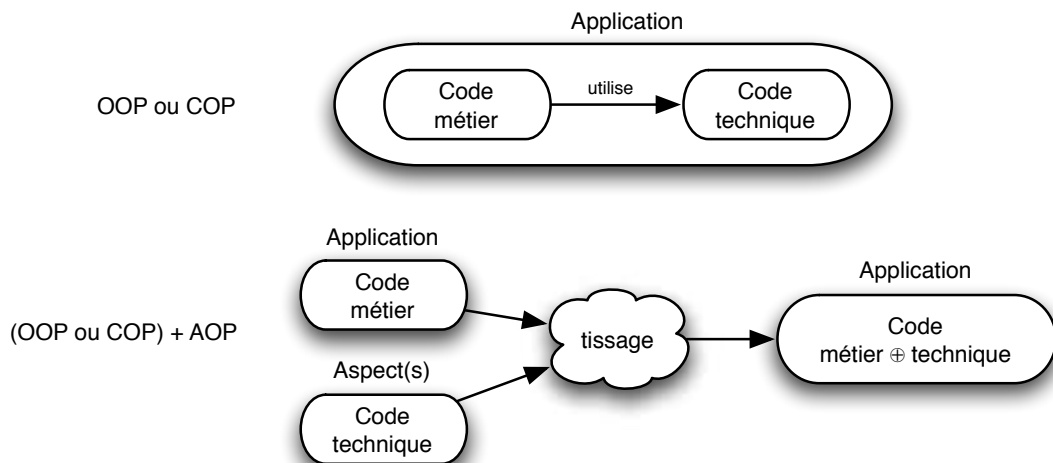 Application
OOP ou COP
Code
métier
utilise
Code
technique
Application
(OOP ou COP) + AOP
Code
métier
Aspect(s)
Code
technique
tissage
Application
Code
métier ⊕ technique